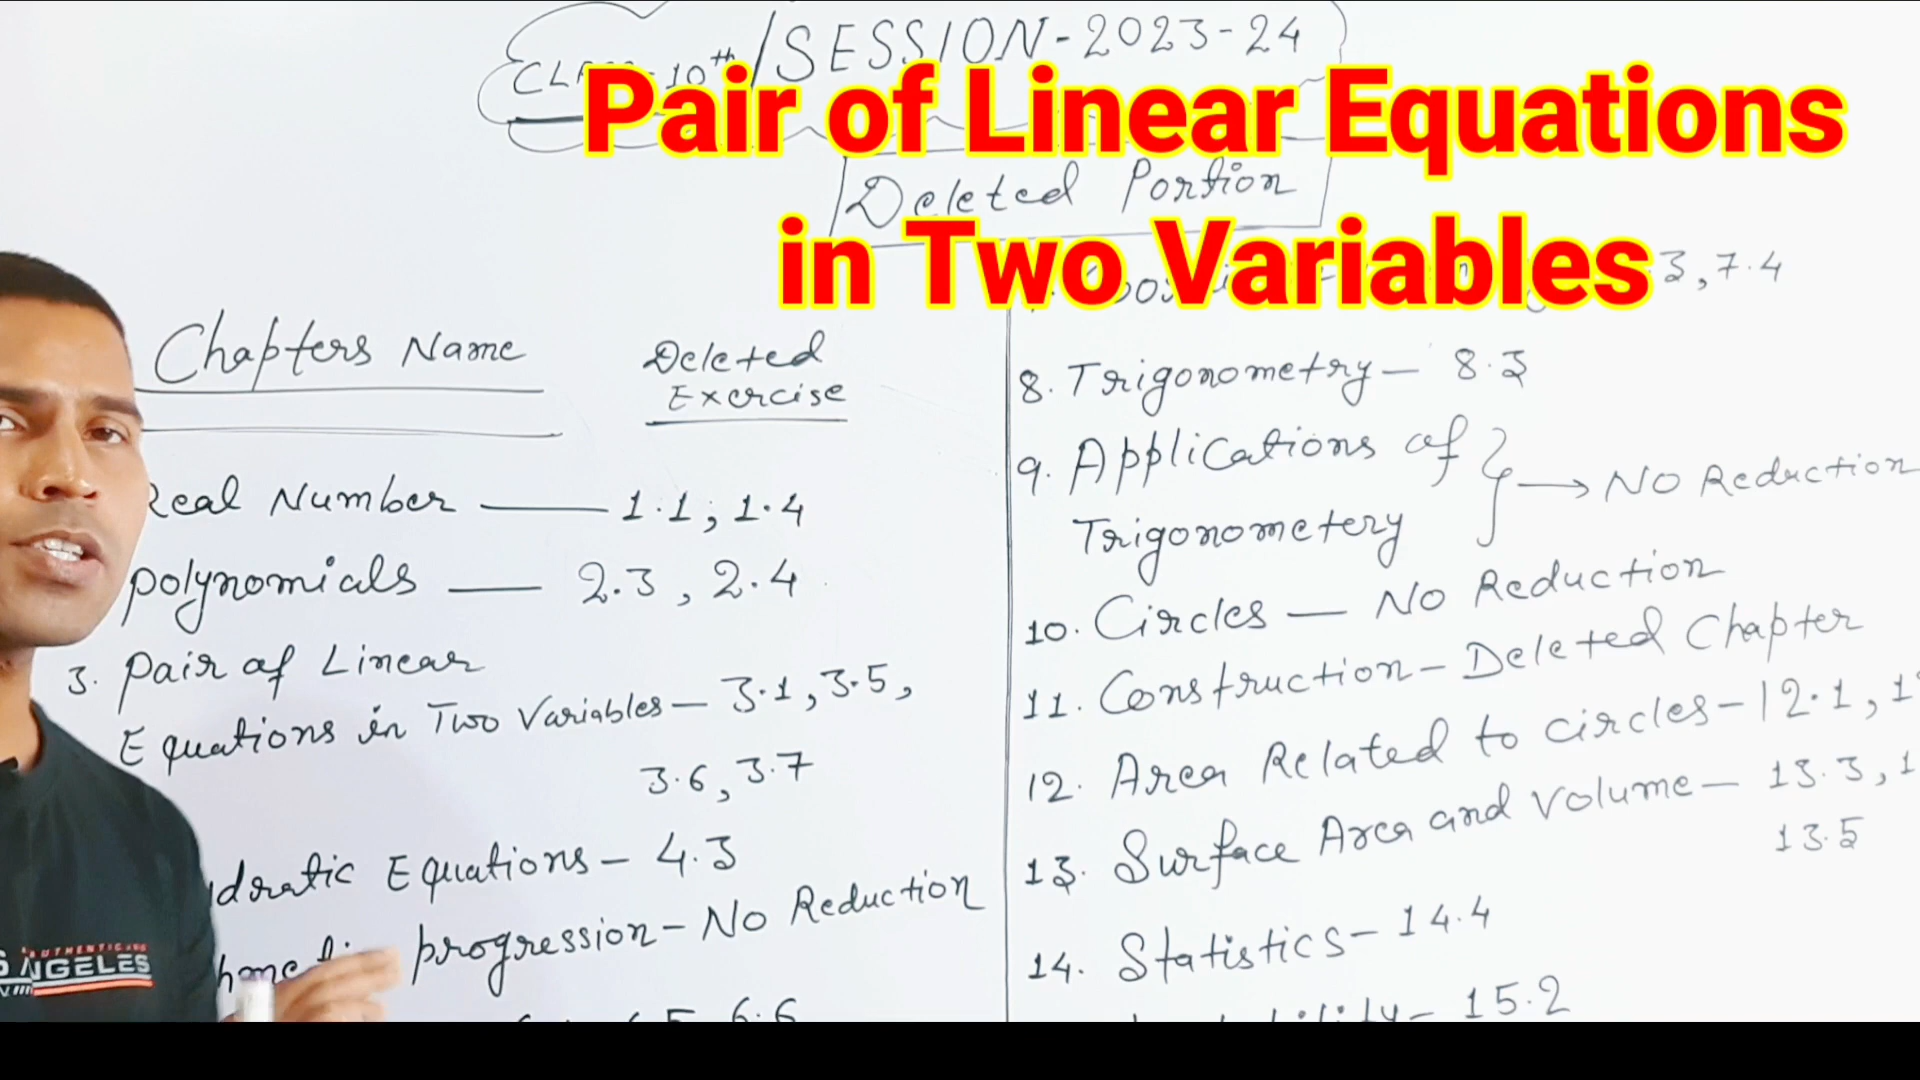 CLASS-10th/SESSION-2023-24
Pair of Linear Equations
in Two Variables
Deleted Portion
Chapters Name
Deleted
Exercise
Real Number — 1.1, 1.4
Polynomials — 2.3, 2.4
3. Pair of Linear
Equations in Two Variables — 3.1, 3.5,
3.6, 3.7
Equations - 4.3
progression - No Reduction
6.6
3, 7.4
8. Trigonometry - 8.3
9. Applications of
Trigonometery
→ No Reduction
10. Circles — No Reduction
11. Construction - Deleted Chapter
12. Area Related to circles - 12.1,
13. Surface Area and volume - 13.3,
13.5
14. Statistics - 14.4
15.2
ANGELES